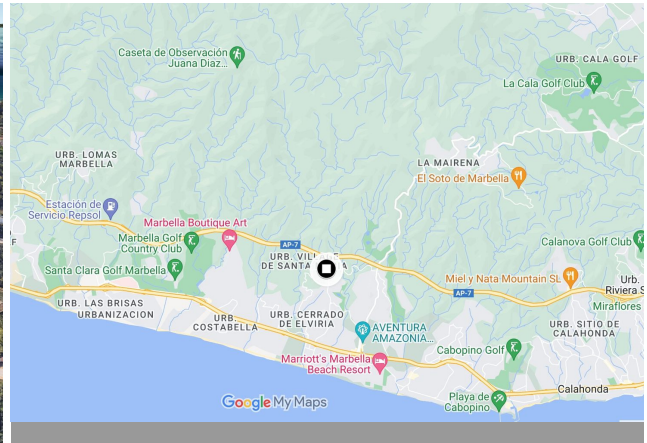 Caseta de Observación
Juana Díaz...
URB. CALA GOLF
La Cala Golf Club
URB. LOMAS
MARBELLA
LA MAIRENA
El Soto de Marbella
Estación de
Servicio Repsol
Marbella Boutique Art
Marbella Golf
Country Club
AP-7
Calanova Golf Club
F
Santa Clara Golf Marbella
DE SANTA
Miel y Nata Mountain SL
AP-7
Urb.
Riviera S
Miraflores
URB. LAS BRISAS
URBANIZACION
URB.
COSTABELLA
URB. CERRADO
DE ELVIRIA
AVENTURA
AMAZONIA...
URB. SITIO DE
CALAHONDA
Cabopino Golf
Marriott's Marbella
Beach Resort
Calahonda
Playa de
Cabopino
Google My Maps